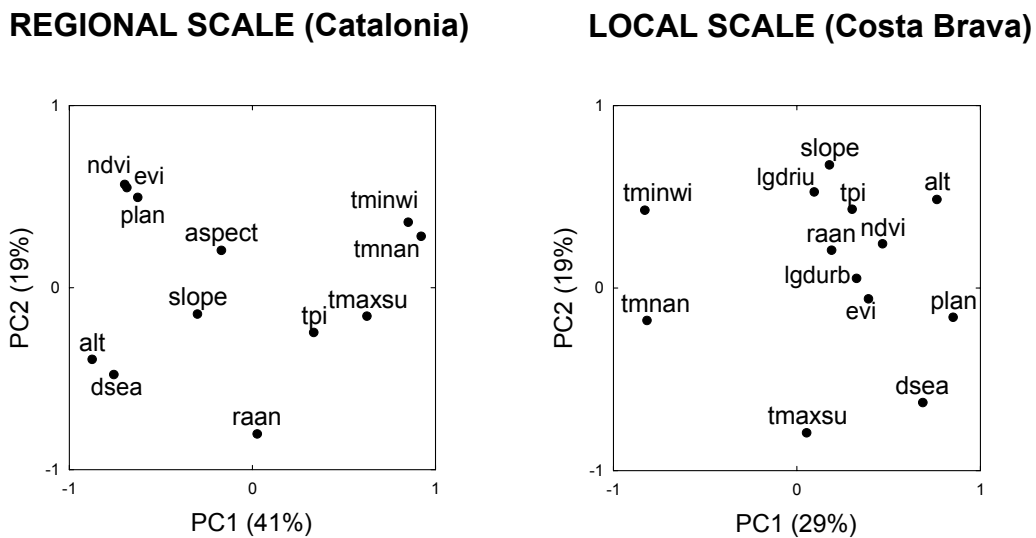 REGIONAL SCALE (Catalonia)
1
ndvi
evi
plan
aspect
tminwi
tmnan
PC2 (19%)
0
slope
tpi
tmaxsu
alt
dsea
raan
-1
-1
0
1
PC1 (41%)
LOCAL SCALE (Costa Brava)
1
slope
lgdriu
tminwi
tpi
alt
raan
ndvi
PC2 (19%)
0
lgdurb
evi
tmnan
plan
dsea
tmaxsu
-1
-1
0
1
PC1 (29%)